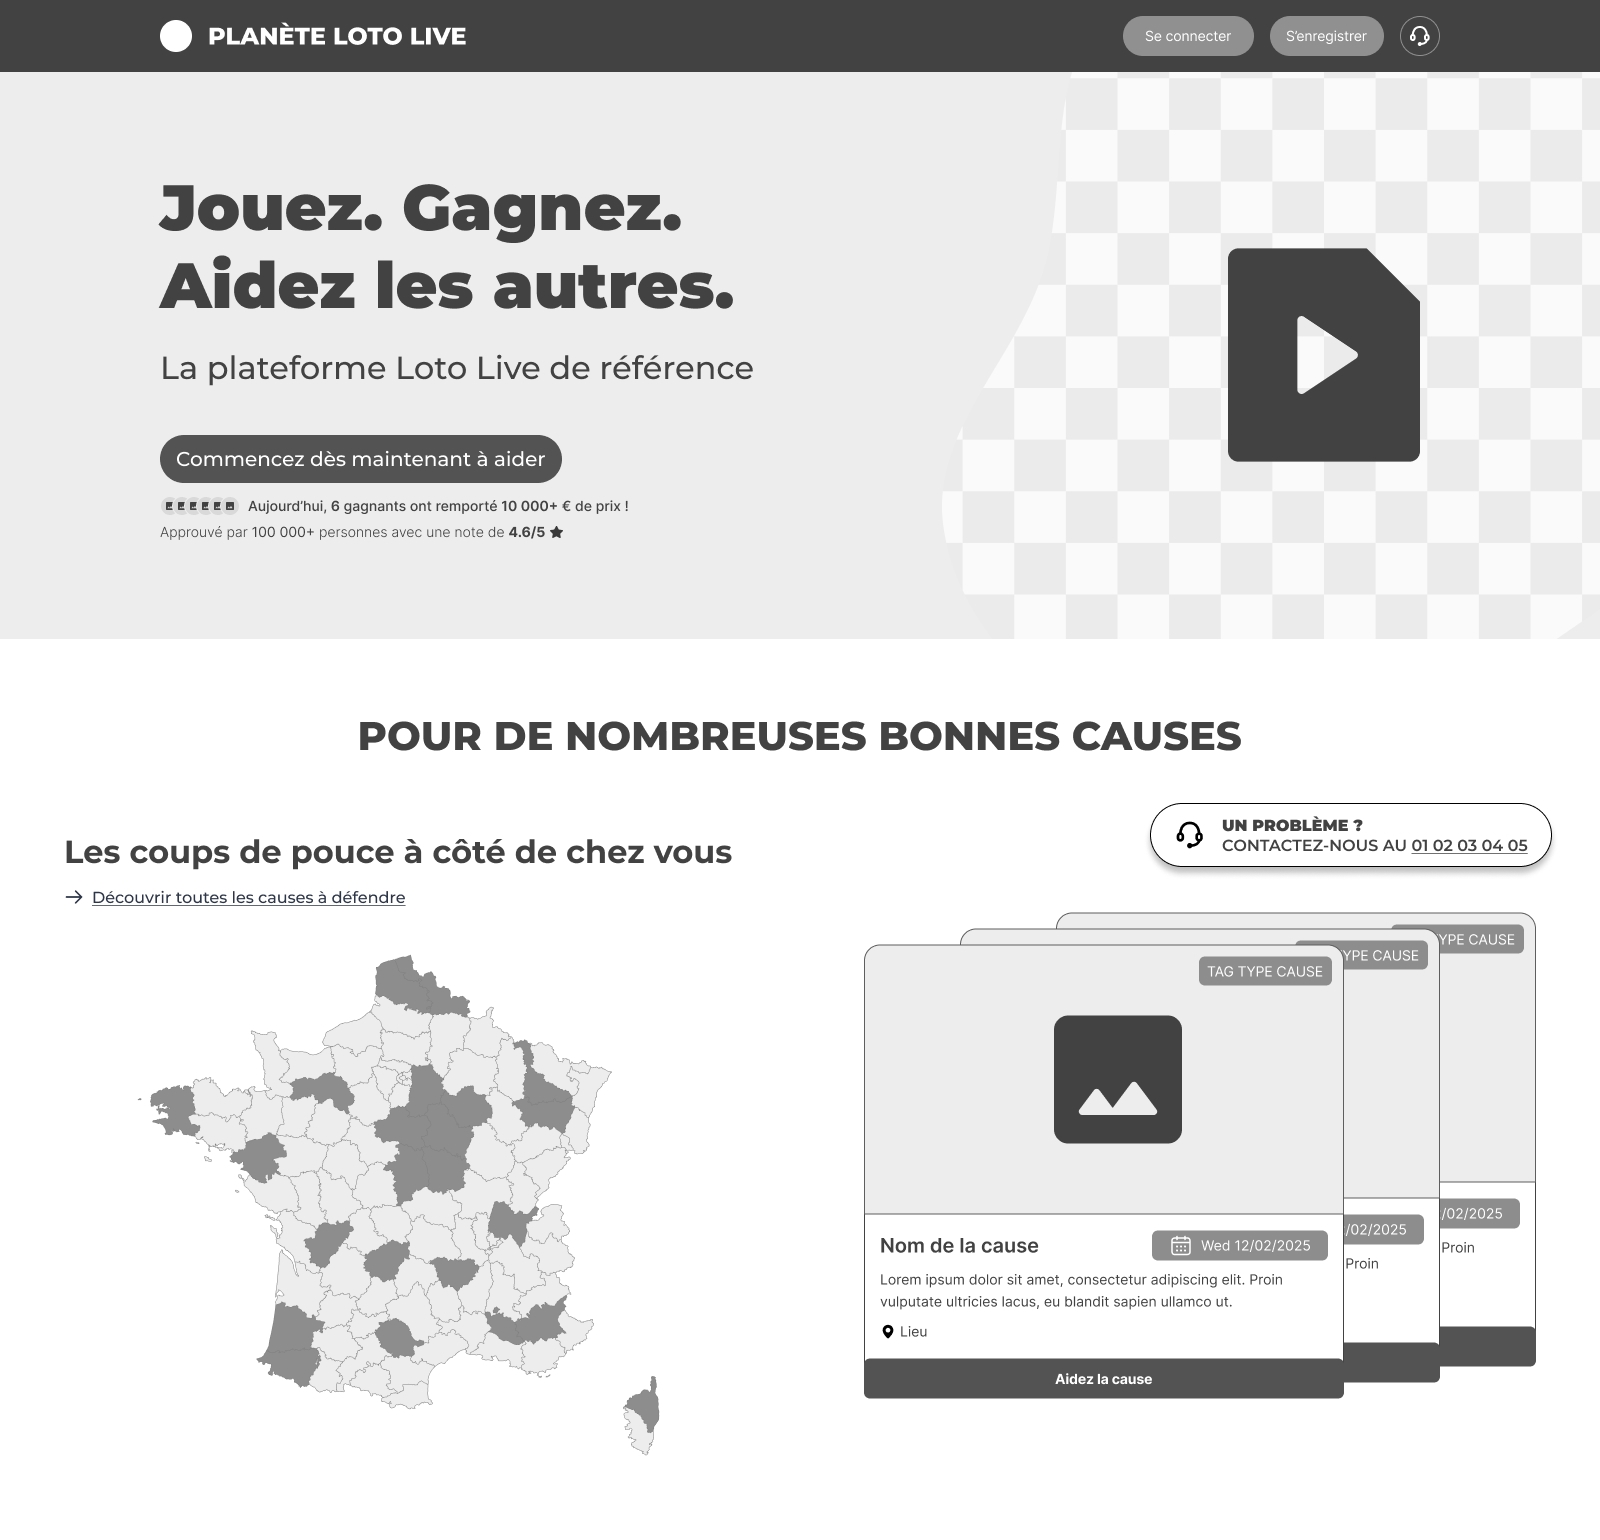 PLANÈTE LOTO LIVE
Se connecter
S'enregistrer
Jouez. Gagnez.
Aidez les autres.
La plateforme Loto Live de référence
Commencez dès maintenant à aider
Aujourd'hui, 6 gagnants ont remporté 10 000+ € de prix !
Approuvé par 100 000+ personnes avec une note de 4.6/5
POUR DE NOMBREUSES BONNES CAUSES
UN PROBLÈME ?
CONTACTEZ-NOUS AU 01 02 03 04 05
Les coups de pouce à côté de chez vous
Découvrir toutes les causes à défendre
TAG TYPE CAUSE
YPE CAUSE
YPE CAUSE
Nom de la cause
Wed 12/02/2025
/02/2025
/02/2025
Lorem ipsum dolor sit amet, consectetur adipiscing elit. Proin
vulputate ultricies lacus, eu blandit sapien ullamco ut.
Proin
Proin
Lieu
Aidez la cause